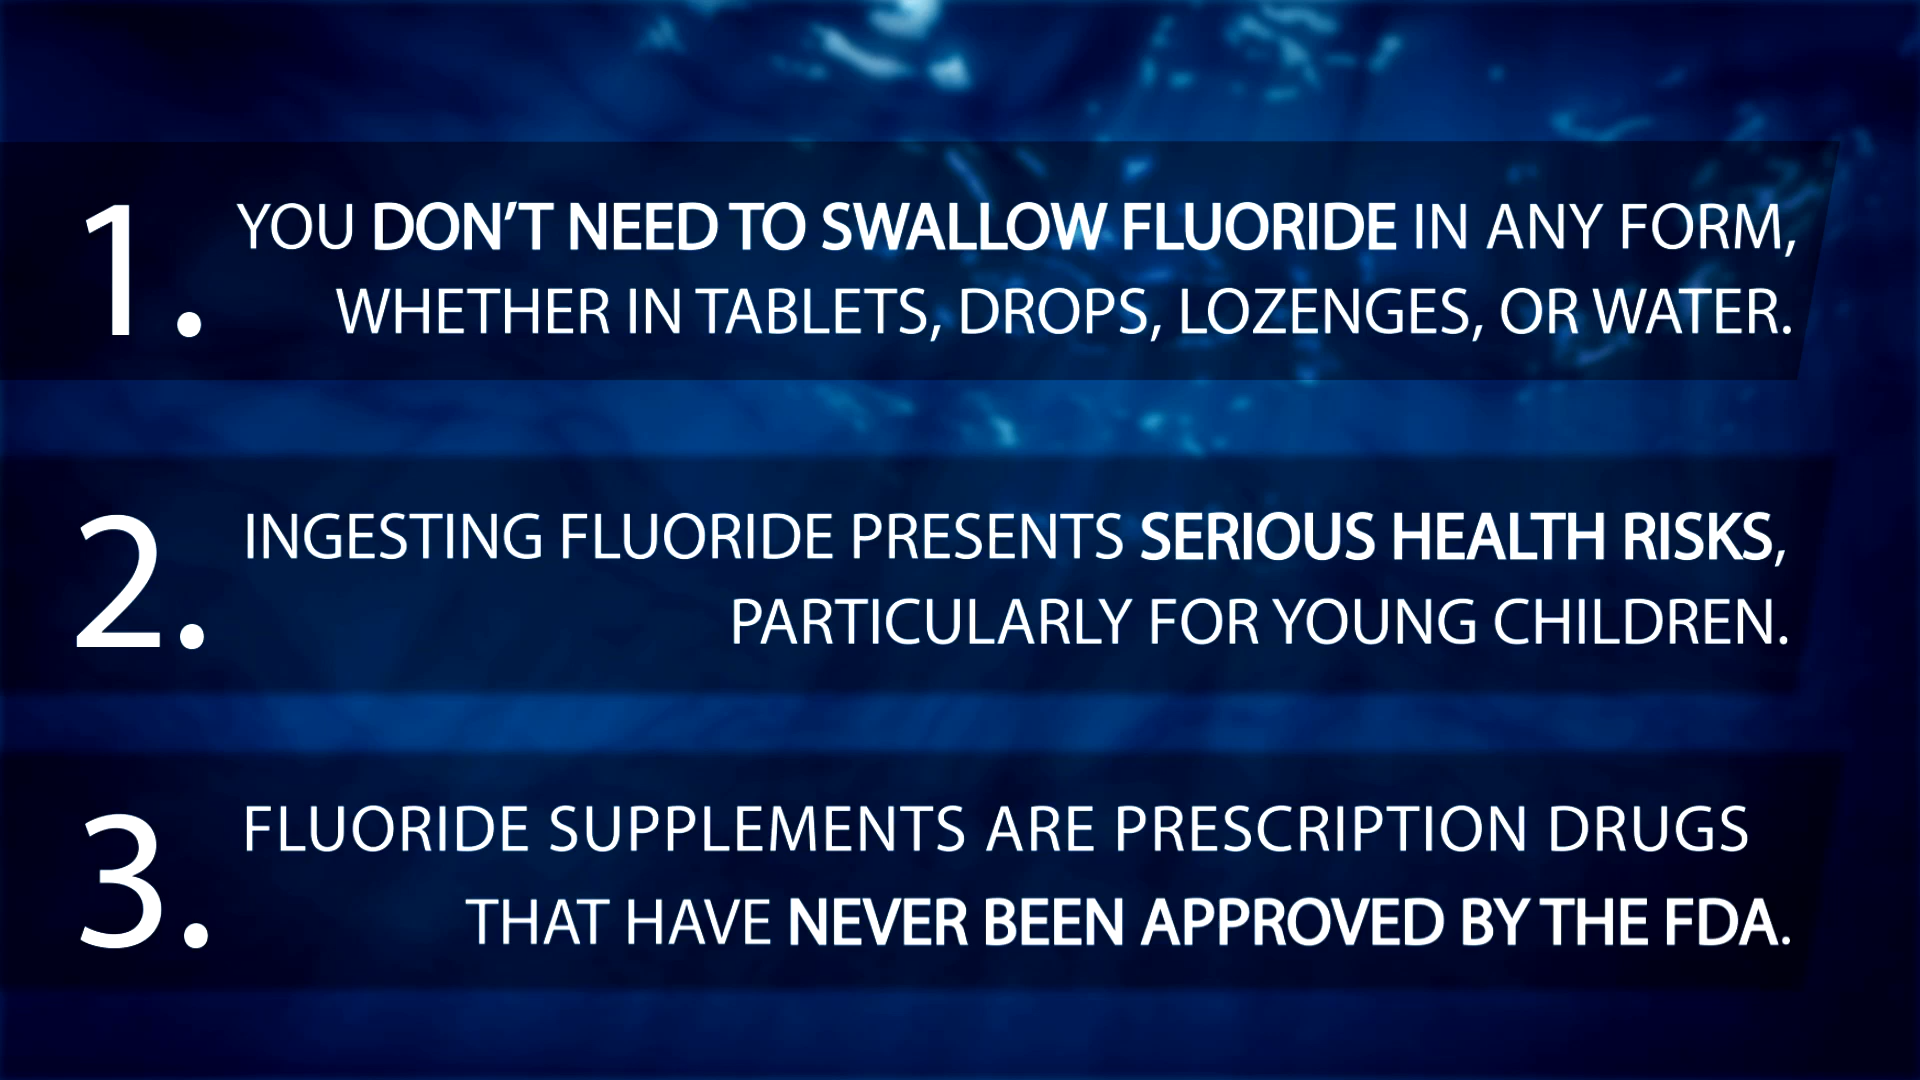 1. YOU DON'T NEED TO SWALLOW FLUORIDE IN ANY FORM,
WHETHER IN TABLETS, DROPS, LOZENGES, OR WATER.
2. INGESTING FLUORIDE PRESENTS SERIOUS HEALTH RISKS,
PARTICULARLY FOR YOUNG CHILDREN.
3. FLUORIDE SUPPLEMENTS ARE PRESCRIPTION DRUGS
THAT HAVE NEVER BEEN APPROVED BY THE FDA.